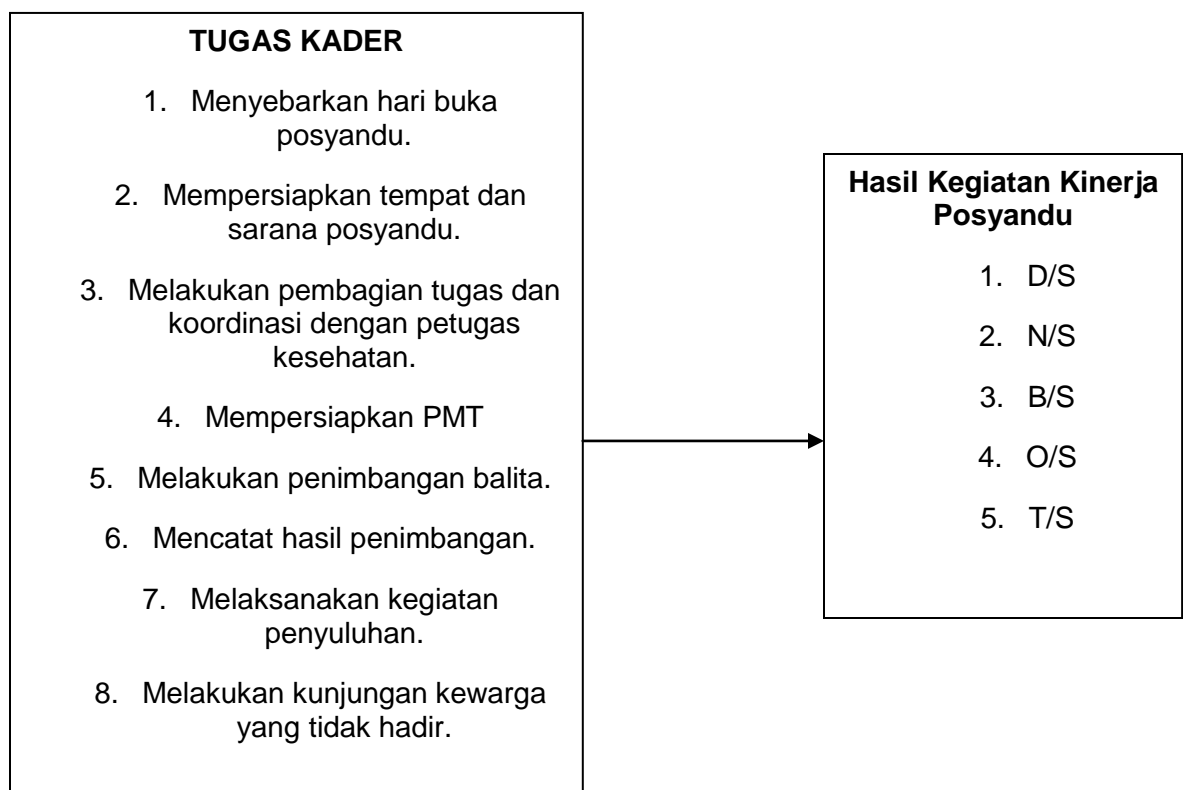 TUGAS KADER
1. Menyebarkan hari buka
posyandu.
2. Mempersiapkan tempat dan
sarana posyandu.
3. Melakukan pembagian tugas dan
koordinasi dengan petugas
kesehatan.
4. Mempersiapkan PMT
5. Melakukan penimbangan balita.
6. Mencatat hasil penimbangan.
7. Melaksanakan kegiatan
penyuluhan.
8. Melakukan kunjungan kewarga
yang tidak hadir.
Hasil Kegiatan Kinerja
Posyandu
1. D/S
2. N/S
3. B/S
4. O/S
5. T/S